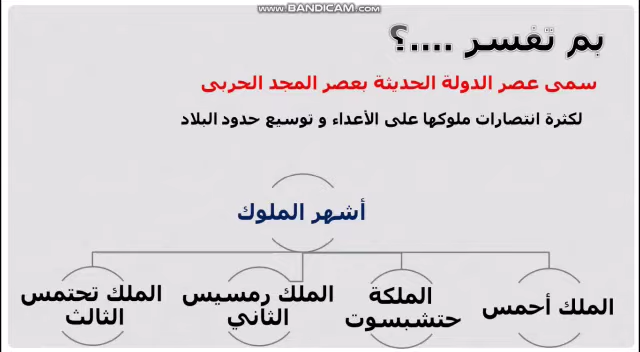 www.BANDICAM.com
بم تفسر ....؟
سمى عصر الدولة الحديثة بعصر المجد الحربى
لكثرة انتصارات ملوكها على الأعداء و توسيع حدود البلاد
أشهر الملوك
الملك أحمس
الملكة
حتشبسوت
الملك رمسيس
الثاني
الملك تحتمس
الثالث